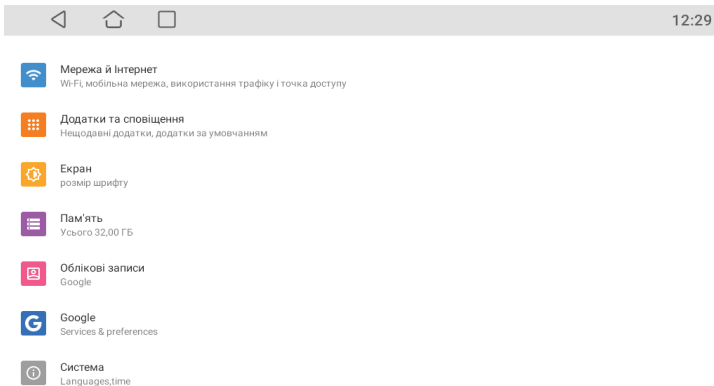 12:29
Мережа й Інтернет
Wi-Fi, мобільна мережа, використання трафіку і точка доступу
Додатки та сповіщення
Нещодавні додатки, додатки за умовчанням
Екран
розмір шрифту
Пам'ять
Усього 32,00 ГБ
Облікові записи
Google
Google
Services & preferences
Система
Languages,time